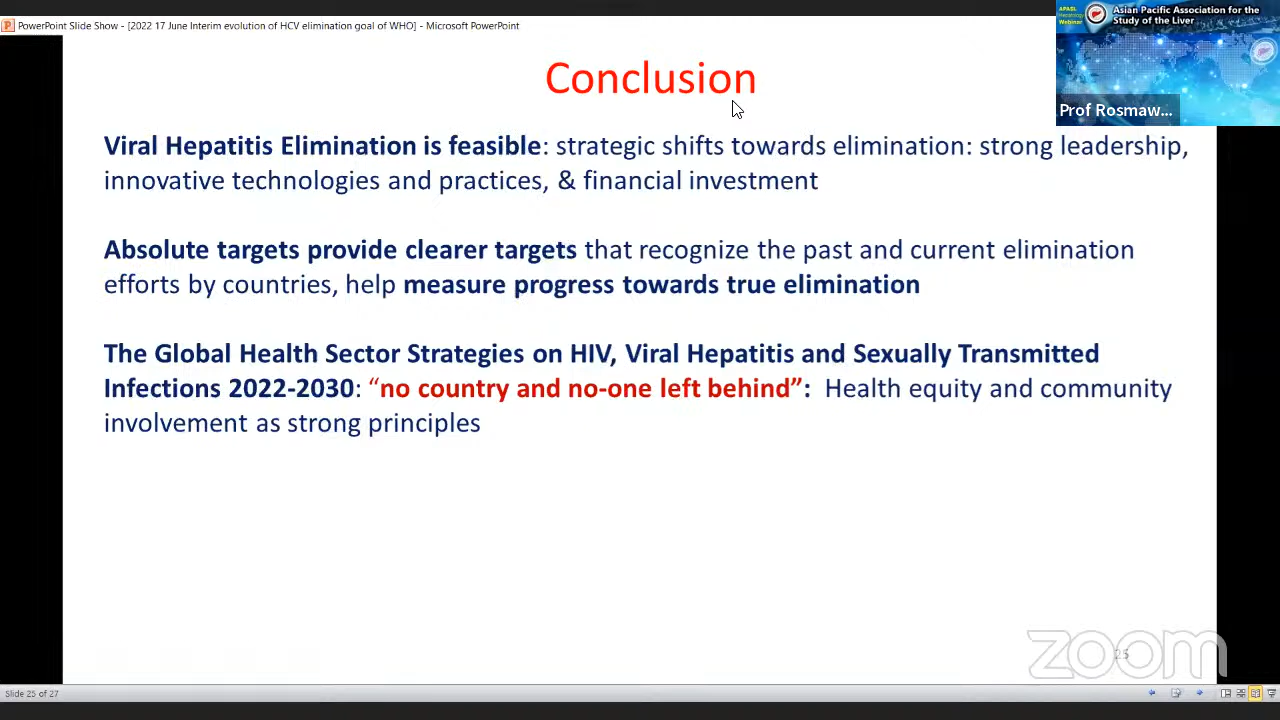 PowerPoint Slide Show - [2022 17 June Interim evolution of HCV elimination goal of WHO] - Microsoft PowerPoint
APASL
Hepatology
Webinar
Asian Pacific Association for the
Study of the Liver
Prof Rosmaw...
Conclusion
Viral Hepatitis Elimination is feasible: strategic shifts towards elimination: strong leadership,
innovative technologies and practices, & financial investment
Absolute targets provide clearer targets that recognize the past and current elimination
efforts by countries, help measure progress towards true elimination
The Global Health Sector Strategies on HIV, Viral Hepatitis and Sexually Transmitted
Infections 2022-2030: “no country and no-one left behind”: Health equity and community
involvement as strong principles
zoom
25
Slide 25 of 27